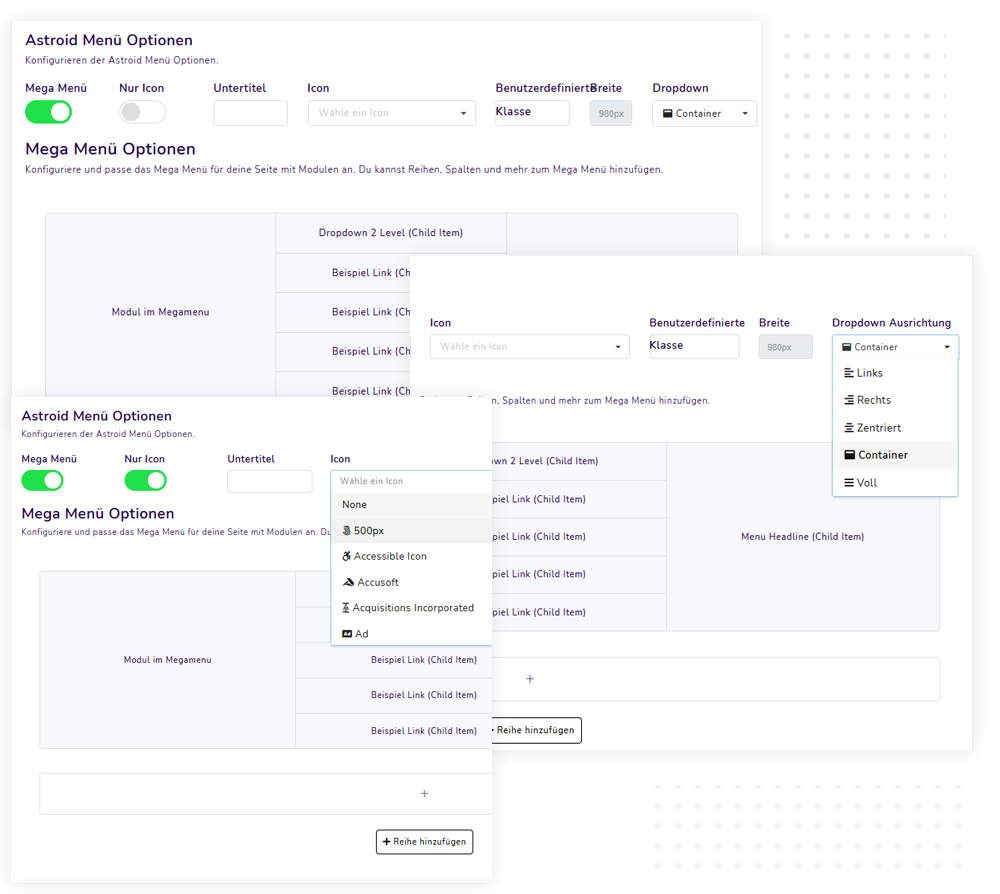 Astroid Menü Optionen
Konfigurieren der Astroid Menü Optionen.
Mega Menü Nur Icon Untertitel Icon Benutzerdefinierte Breite Dropdown
Wähle ein Icon Klasse 980px Container
Mega Menü Optionen
Konfiguriere und passe das Mega Menü für deine Seite mit Modulen an. Du kannst Reihen, Spalten und mehr zum Mega Menü hinzufügen.
Dropdown 2 Level (Child Item)
Beispiel Link (Ch
Modul im Megamenu
Beispiel Link (Ch
Beispiel Link (Ch
Beispiel Link (Ch
Icon Benutzerdefinierte Breite Dropdown Ausrichtung
Wähle ein Icon Klasse 980px Container
Links
Rechts
Zentriert
Container
Voll
n, Spalten und mehr zum Mega Menü hinzufügen.
wn 2 Level (Child Item)
piel Link (Child Item)
piel Link (Child Item)
Menu Headline (Child Item)
piel Link (Child Item)
piel Link (Child Item)
+
Reihe hinzufügen
Astroid Menü Optionen
Konfigurieren der Astroid Menü Optionen.
Mega Menü Nur Icon Untertitel Icon
Wähle ein Icon
None
500px
Accessible Icon
Accusoft
Acquisitions Incorporated
Ad
Mega Menü Optionen
Konfiguriere und passe das Mega Menü für deine Seite mit Modulen an. Du
Modul im Megamenu
Beispiel Link (Child Item)
Beispiel Link (Child Item)
Beispiel Link (Child Item)
+
+ Reihe hinzufügen